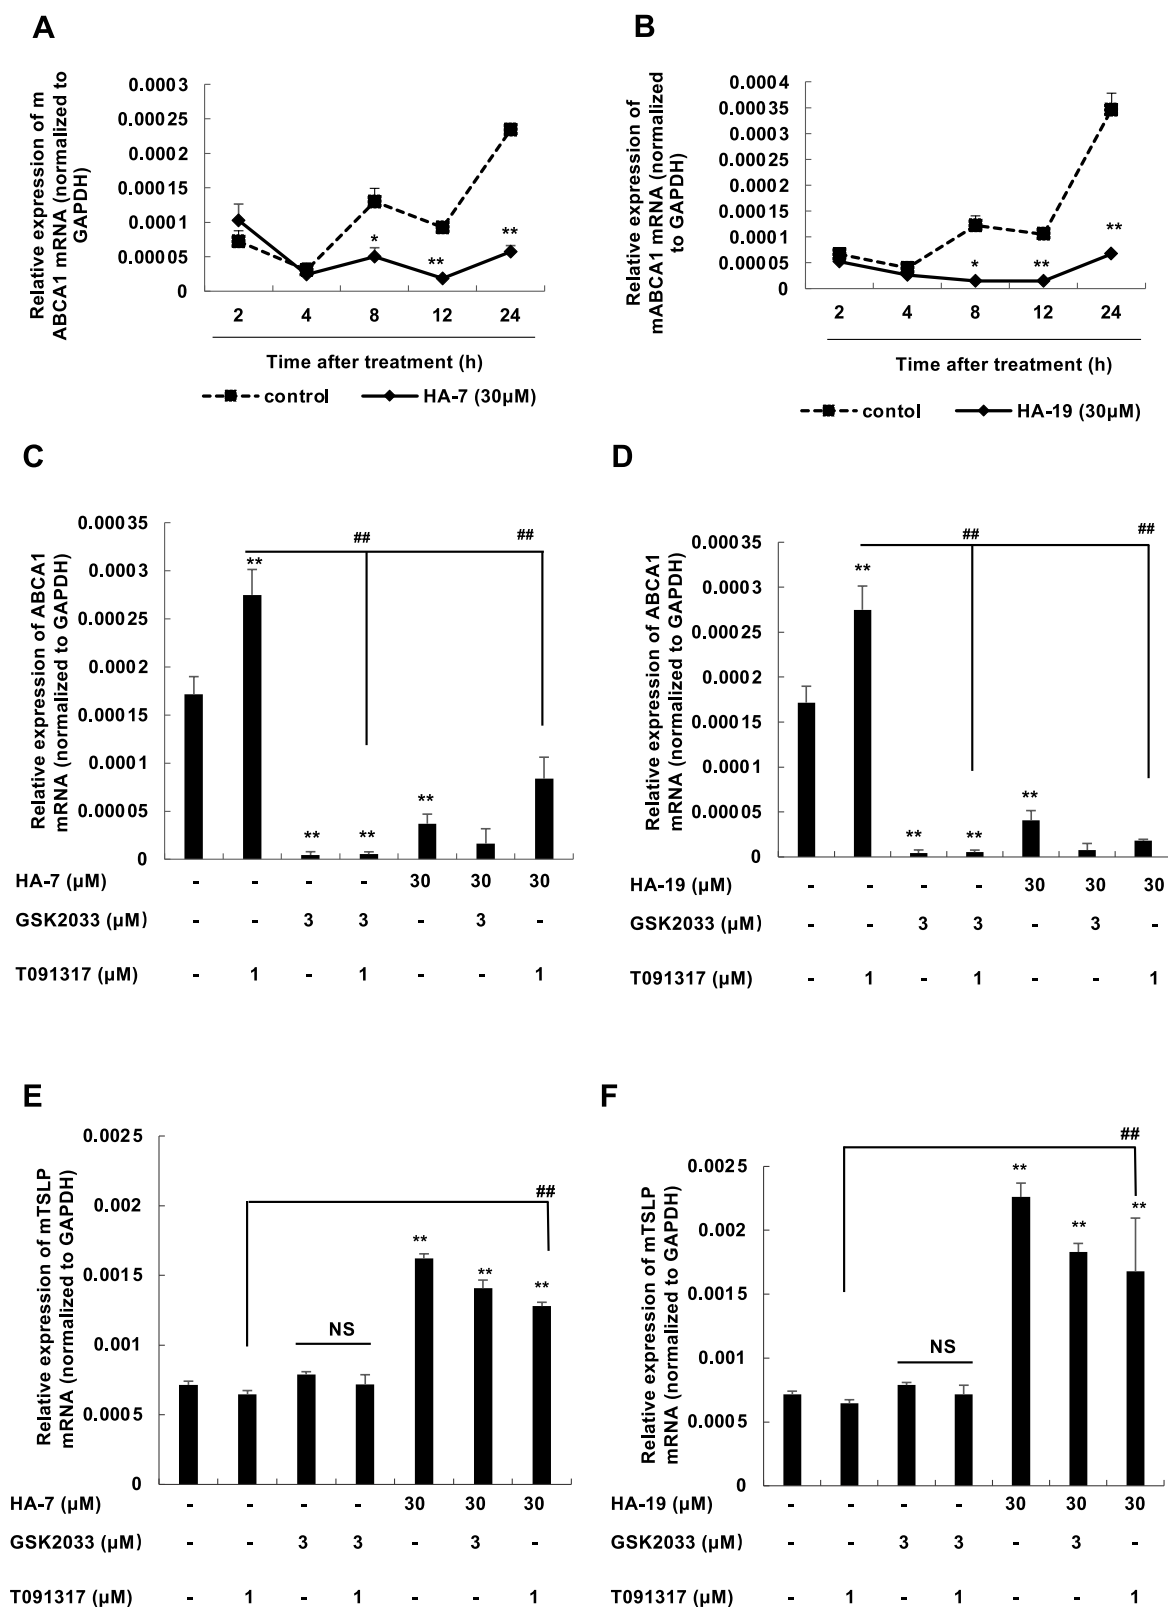 A
Relative expression of m
ABCA1 mRNA (normalized to
GAPDH)
0.0003
0.00025
0.0002
0.00015
0.0001
0.00005
0
*
**
**
2 4 8 12 24
Time after treatment (h)
control HA-7 (30µM)
B
Relative expression of
mABCA1 mRNA (normalized
to GAPDH)
0.0004
0.00035
0.0003
0.00025
0.0002
0.00015
0.0001
0.00005
0
*
**
**
2 4 8 12 24
Time after treatment (h)
contol HA-19 (30µM)
C
Relative expression of ABCA1
mRNA (normalized to GAPDH)
0.00035
0.0003
0.00025
0.0002
0.00015
0.0001
0.00005
0
## ##
**
** ** **
HA-7 (µM) - - - - 30 30 30
GSK2033 (µM) - - 3 3 - 3 -
T091317 (µM) - 1 - 1 - - 1
D
Relative expression of ABCA1
mRNA (normalized to GAPDH)
0.00035
0.0003
0.00025
0.0002
0.00015
0.0001
0.00005
0
## ##
**
** ** **
HA-19 (µM) - - - - 30 30 30
GSK2033 (µM) - - 3 3 - 3 -
T091317 (µM) - 1 - 1 - - 1
E
Relative expression of mTSLP
mRNA (normalized to GAPDH)
0.0025
0.002
0.0015
0.001
0.0005
0
##
** ** **
NS
HA-7 (µM) - - - - 30 30 30
GSK2033 (µM) - - 3 3 - 3 -
T091317 (µM) - 1 - 1 - - 1
F
Relative expression of mTSLP
mRNA (normalized to GAPDH)
0.0025
0.002
0.0015
0.001
0.0005
0
##
** ** **
NS
HA-19 (µM) - - - - 30 30 30
GSK2033 (µM) - - 3 3 - 3 -
T091317 (µM) - 1 - 1 - - 1